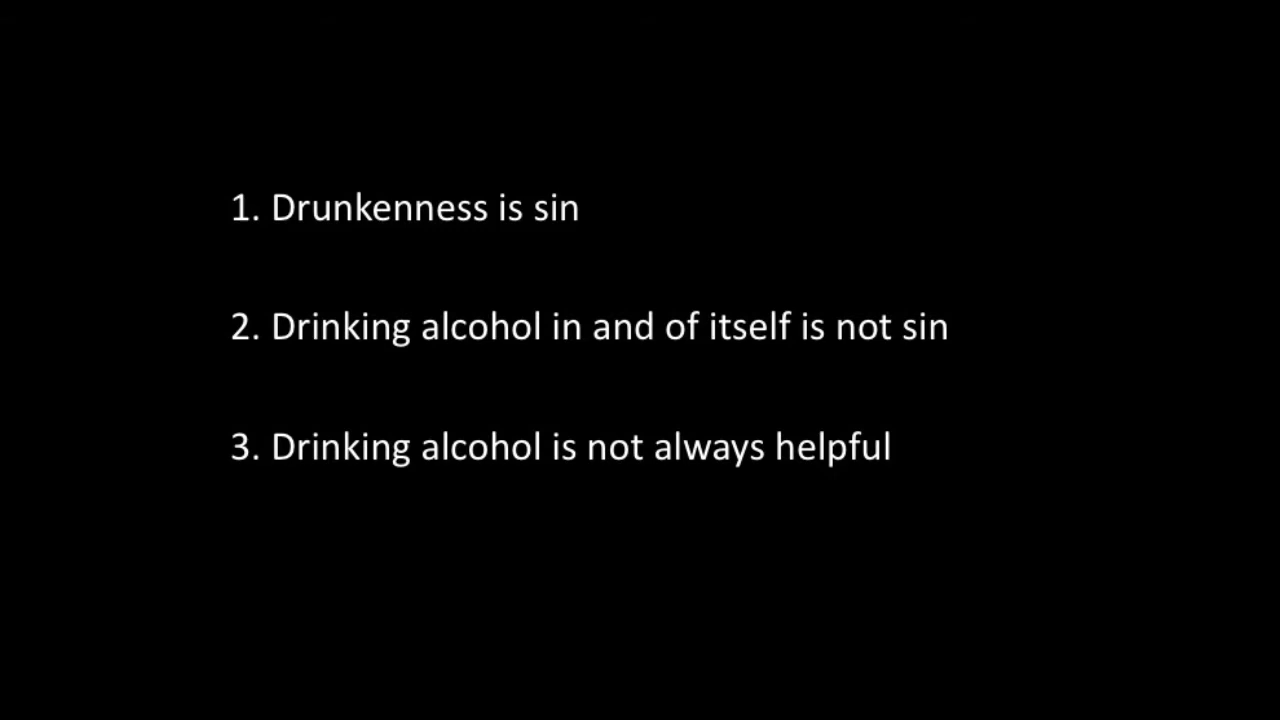 1. Drunkenness is sin
2. Drinking alcohol in and of itself is not sin
3. Drinking alcohol is not always helpful